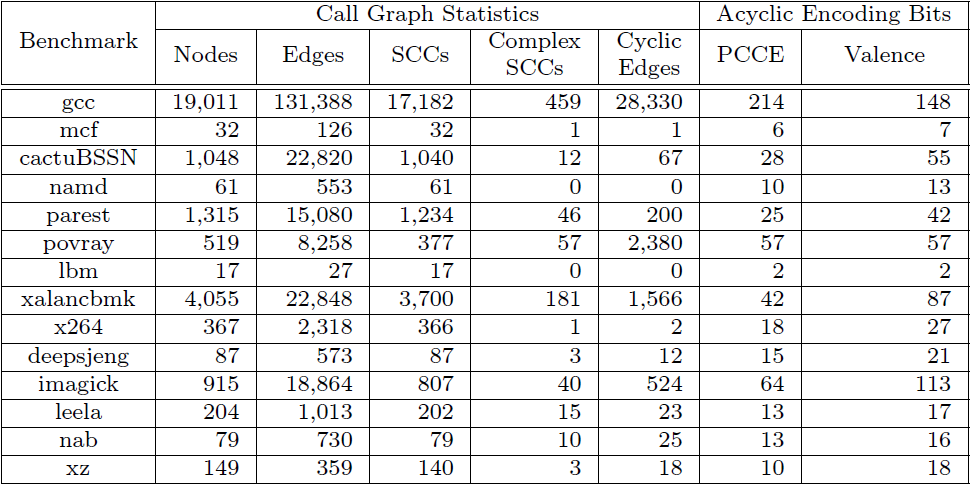 Benchmark Call Graph Statistics Acyclic Encoding Bits
Nodes Edges SCCs Complex SCCs Cyclic Edges PCCE Valence
gcc 19,011 131,388 17,182 459 28,330 214 148
mcf 32 126 32 1 1 6 7
cactuBSSN 1,048 22,820 1,040 12 67 28 55
namd 61 553 61 0 0 10 13
parest 1,315 15,080 1,234 46 200 25 42
povray 519 8,258 377 57 2,380 57 57
lbm 17 27 17 0 0 2 2
xalancbmk 4,055 22,848 3,700 181 1,566 42 87
x264 367 2,318 366 1 2 18 27
deepsjeng 87 573 87 3 12 15 21
imagick 915 18,864 807 40 524 64 113
leela 204 1,013 202 15 23 13 17
nab 79 730 79 10 25 13 16
xz 149 359 140 3 18 10 18